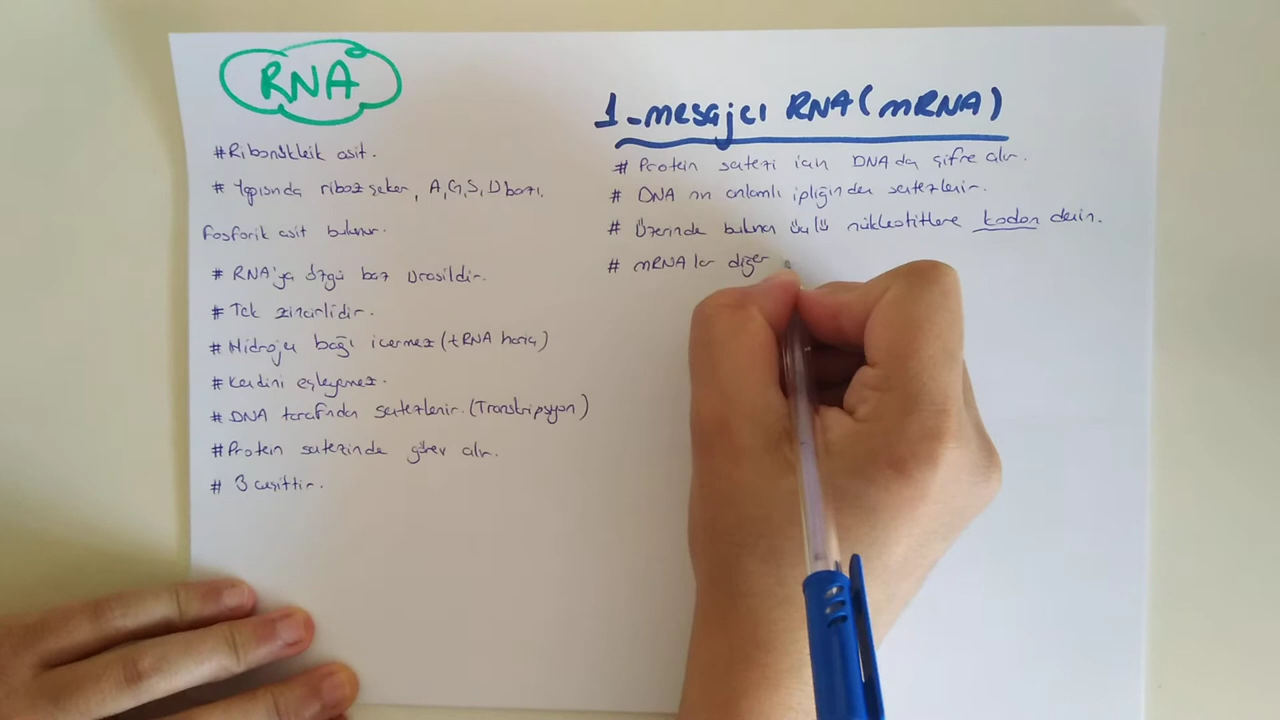 RNA
#Ribonükleik asit.
# Yapısında riboz şeker, A,G,S,U bazı,
fosforik asit bulunur.
# RNA'ya özgü baz Urasildir.
# Tek zincirlidir.
# Hidrojen bağı içermez (tRNA hariç)
# Kendini eşleyemez.
# DNA tarafından sentezlenir. (Transkripsyon)
#Protein sentezinde görev alır.
# 3 çeşittir.
1-mesajcı RNA(mRNA)
# Protein sentezi için DNA da şifre alır.
# DNA nın anlamlı ipliğinden sentezlenir.
# Üzerinde bulunan üçlü nükleotitlere kodon denir.
# mRNA lar diğer